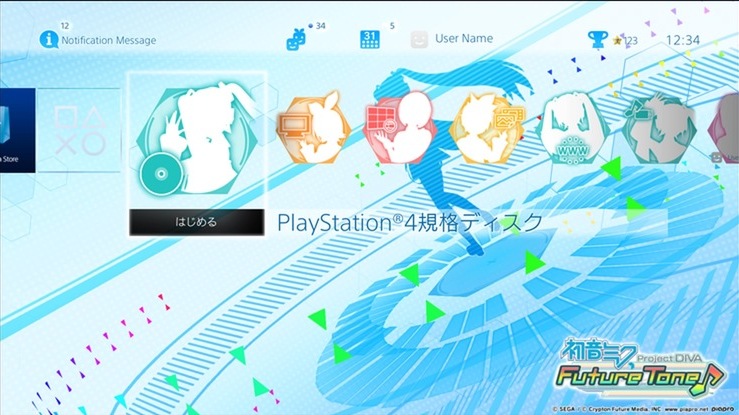 12
Notification Message
34
5
31
User Name
123
12:34
Store
WWW
はじめる
PlayStation®4規格ディスク
初音ミク
Project DIVA
Future Tone
© SEGA / © Crypton Future Media, INC. www.piapro.net piapro